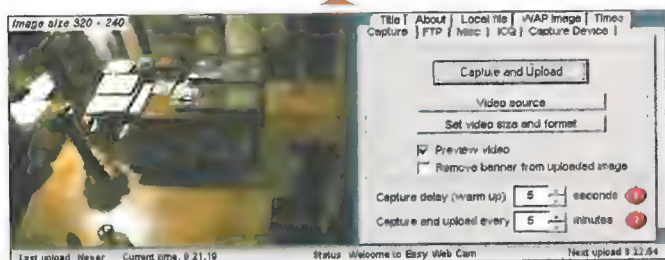 Image size 320 - 240
Title About Local file WAP Image Times
Capture FTP Misc ICQ Capture Device
Capture and Upload
Video source
Set video size and format
Preview video
Remove banner from uploaded image
Capture delay (warm up) 5 seconds ?
Capture and upload every 5 minutes ?
Last upload, Never Current time, 9 21.19 Status Welcome to Easy Web Cam Next upload 9 22.54